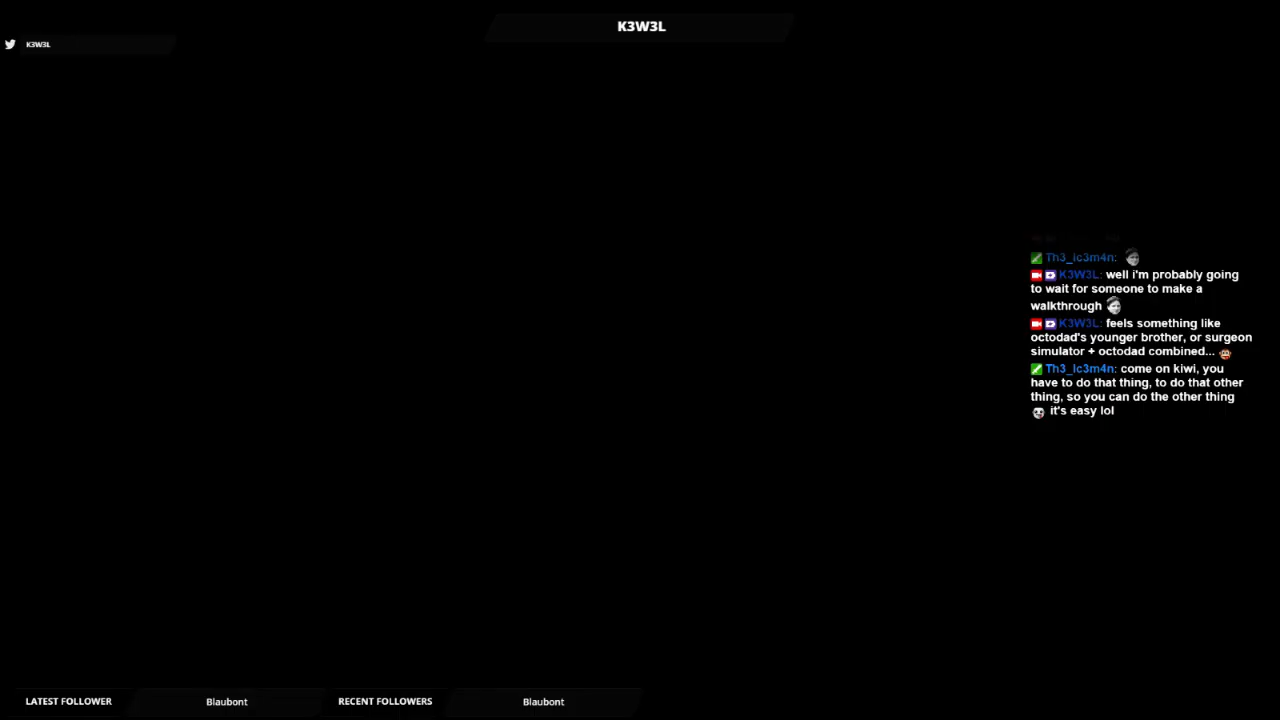 K3W3L
K3W3L
Th3_Ic3m4n:
K3W3L: well i'm probably going
to wait for someone to make a
walkthrough
K3W3L: feels something like
octodad's younger brother, or surgeon
simulator + octodad combined...
Th3_Ic3m4n: come on kiwi, you
have to do that thing, to do that other
thing, so you can do the other thing
it's easy lol
LATEST FOLLOWER Blaubont RECENT FOLLOWERS Blaubont